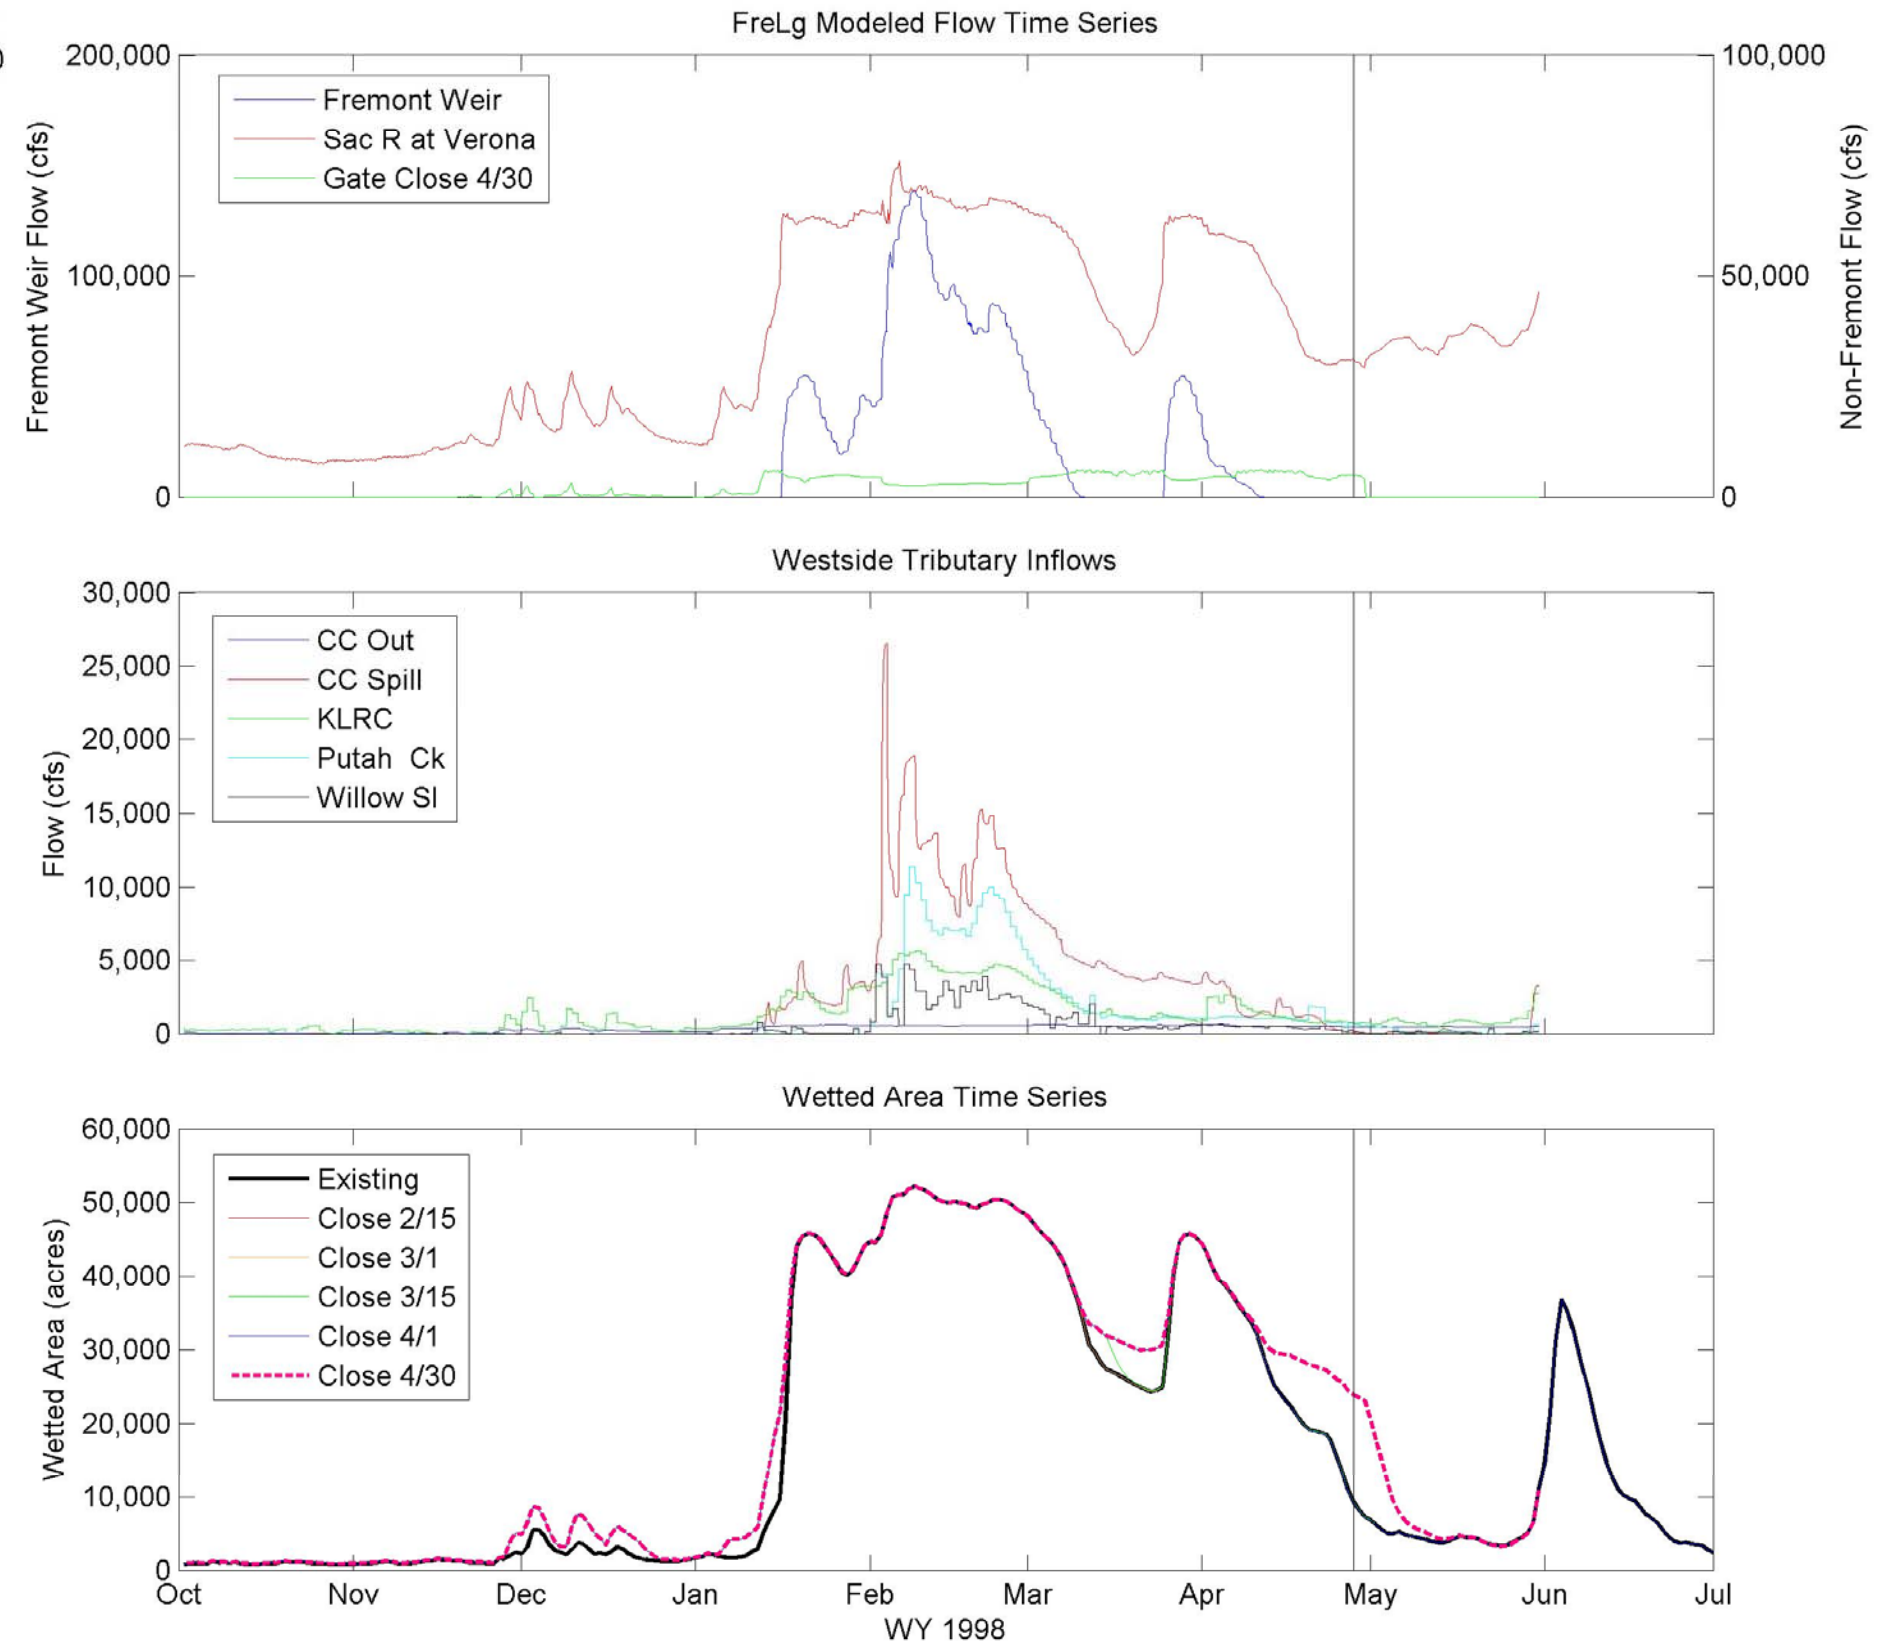 FreLg Modeled Flow Time Series
200,000
100,000
0
Fremont Weir Flow (cfs)
Fremont Weir
Sac R at Verona
Gate Close 4/30
100,000
50,000
0
Non-Fremont Flow (cfs)
Westside Tributary Inflows
30,000
25,000
20,000
15,000
10,000
5,000
0
Flow (cfs)
CC Out
CC Spill
KLRC
Putah Ck
Willow Sl
Wetted Area Time Series
60,000
50,000
40,000
30,000
20,000
10,000
0
Wetted Area (acres)
Existing
Close 2/15
Close 3/1
Close 3/15
Close 4/1
Close 4/30
Oct Nov Dec Jan Feb Mar Apr May Jun Jul
WY 1998